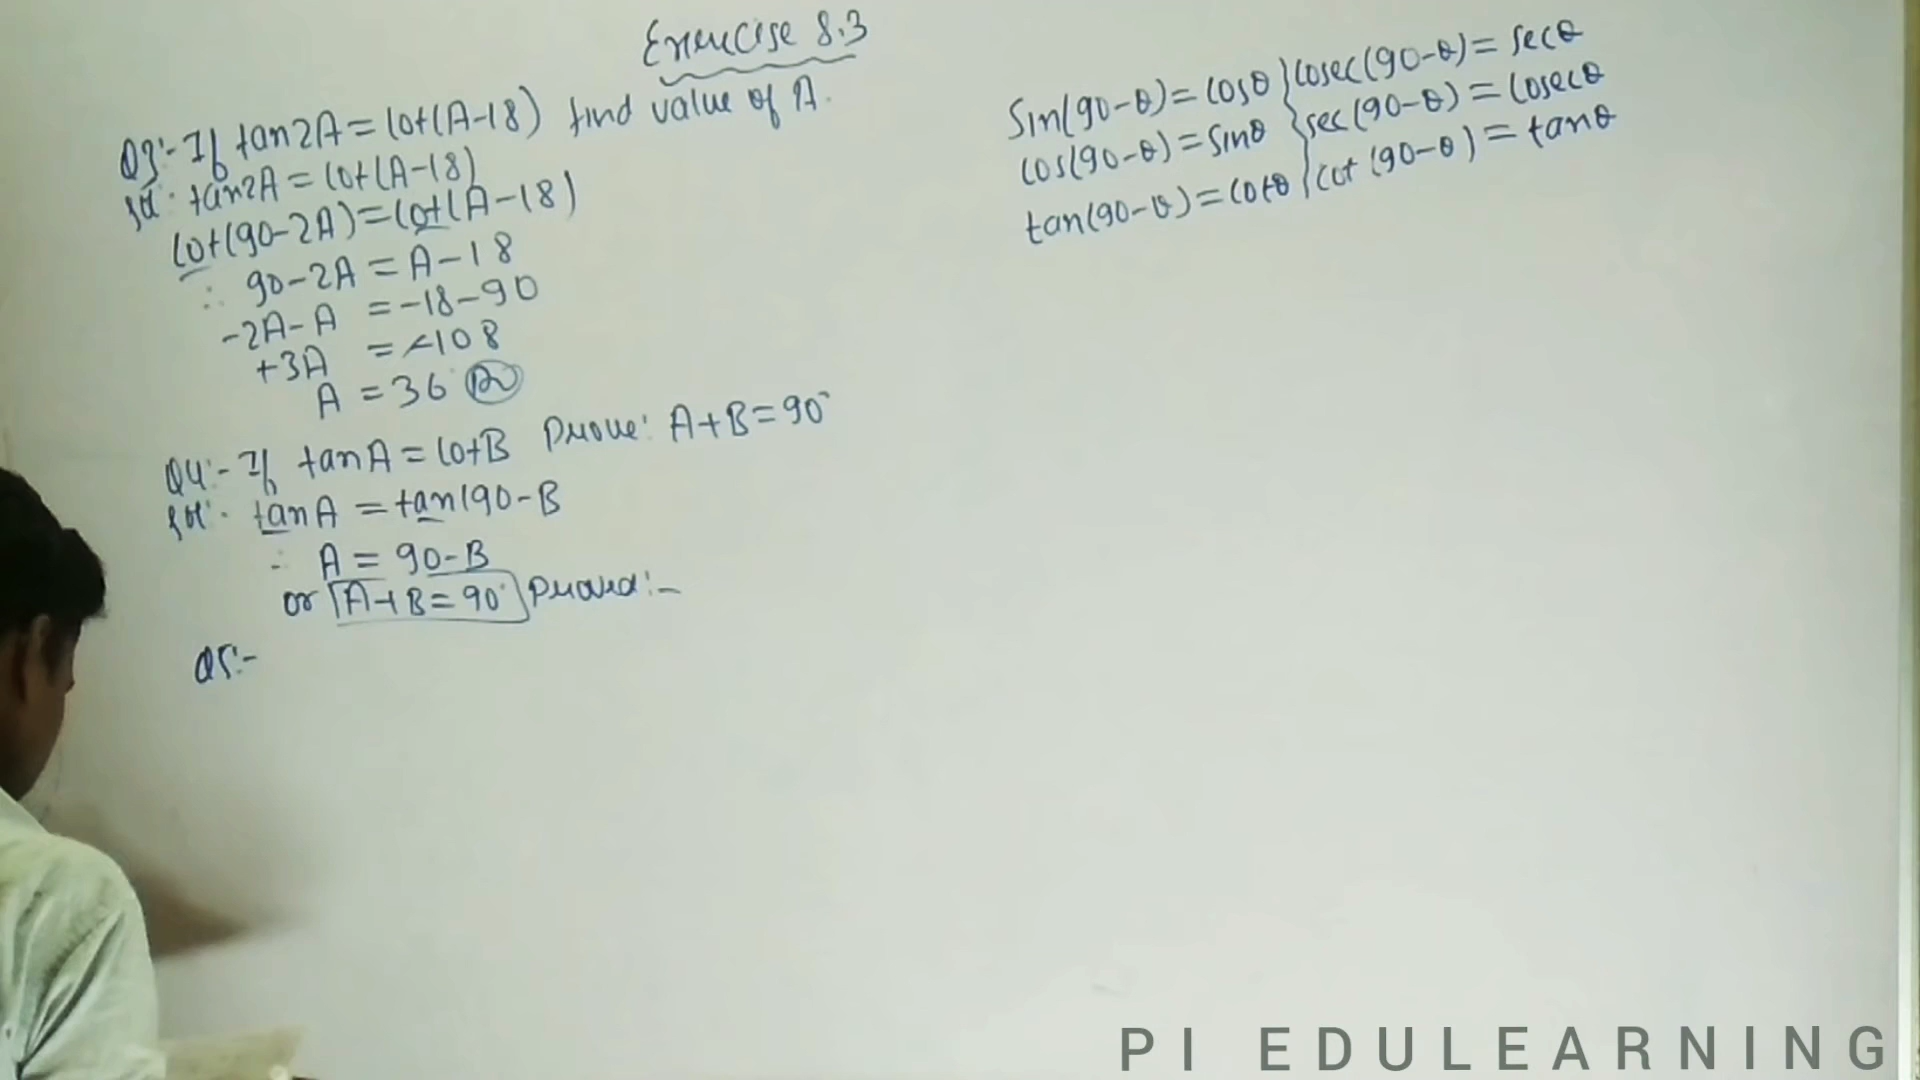 Exercise 8.3
Q3:- If tan2A = cot(A-18) find value of A.
Sol: tan2A = cot(A-18)
cot(90-2A) = cot(A-18)
∴ 90-2A = A-18
-2A-A = -18-90
+3A = -108
A = 36
Q4:- If tanA = cotB Prove: A+B = 90°
Sol:- tanA = tan(90-B
∴ A = 90-B
or A+B = 90° Proved:-
Q5:-
Sin(90-θ) = cosθ } cosec(90-θ) = secθ
cos(90-θ) = sinθ } sec(90-θ) = cosecθ
tan(90-θ) = cotθ } cot(90-θ) = tanθ
PI EDULEARNING